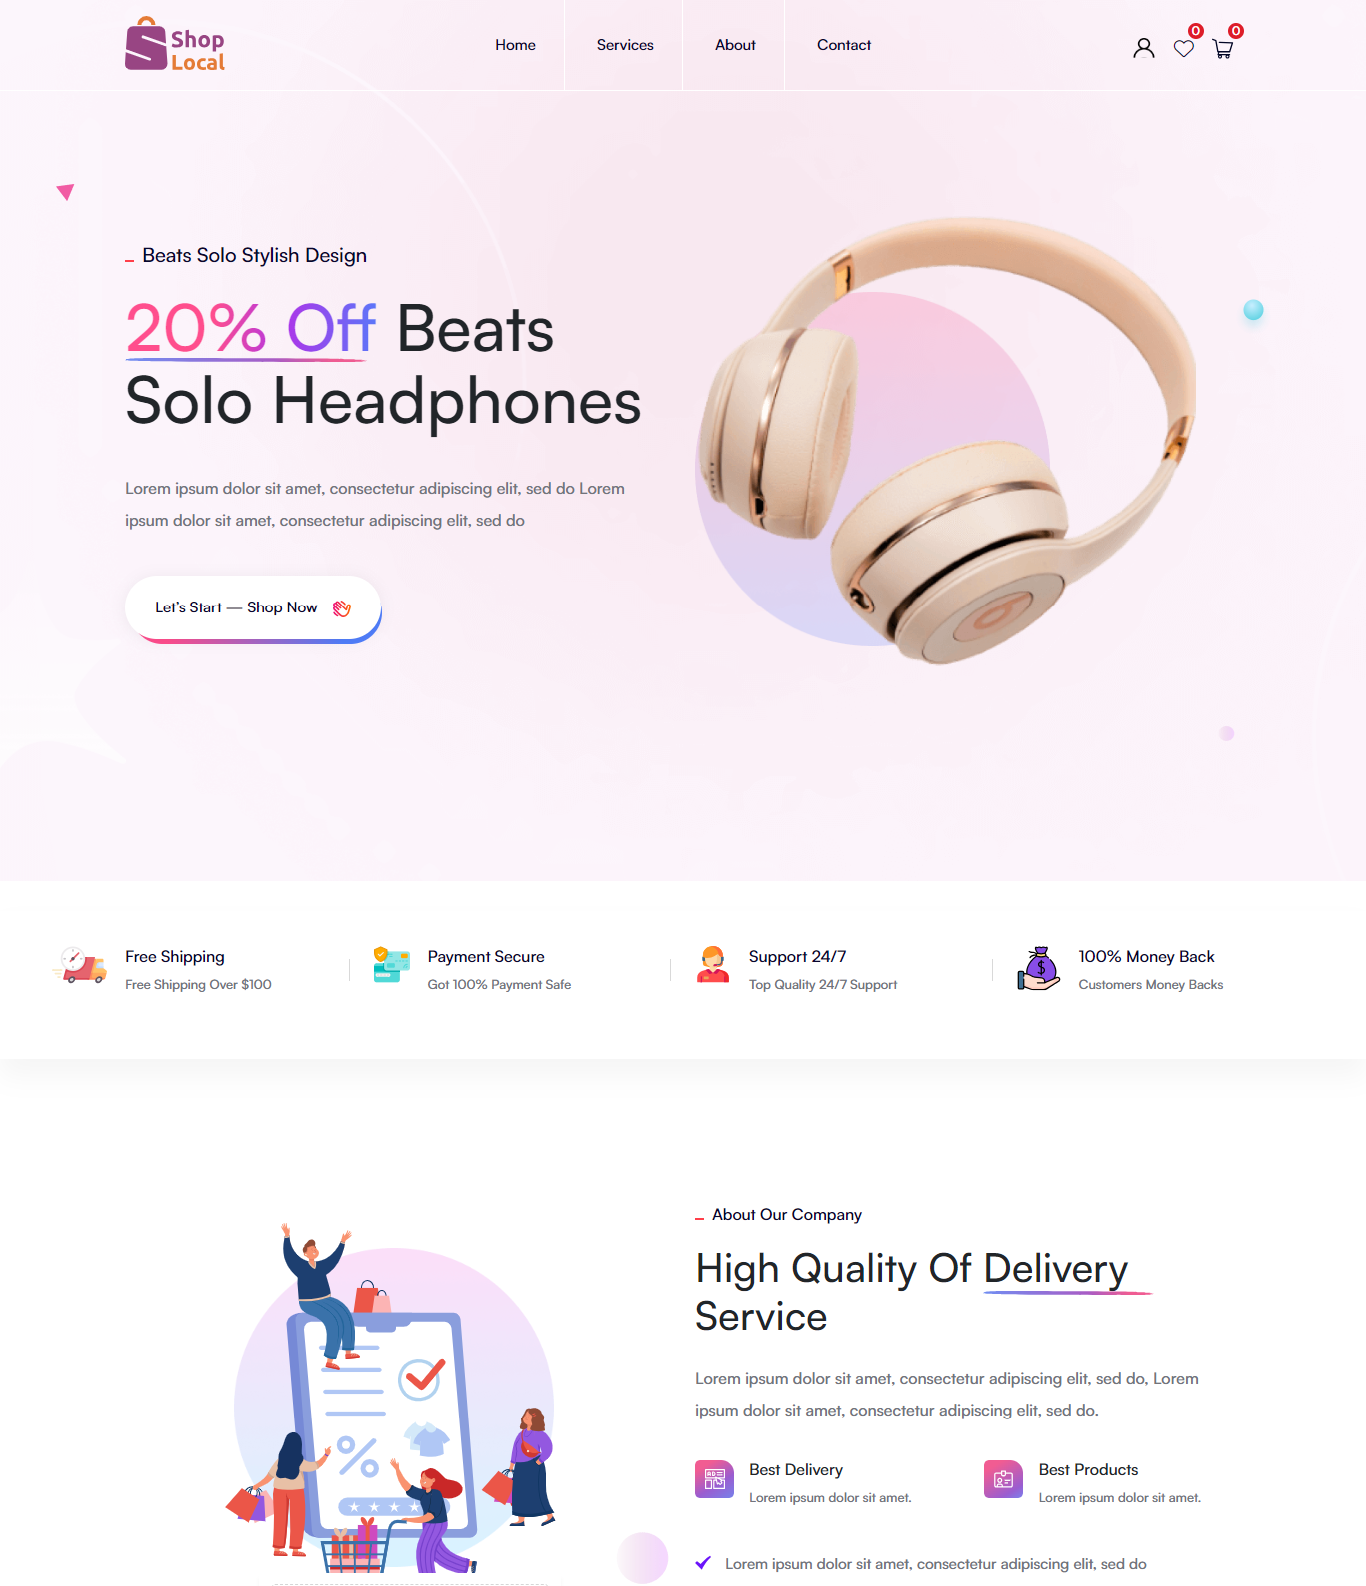 Shop
Local
Home
Services
About
Contact
0
0
Beats Solo Stylish Design
20% Off Beats
Solo Headphones
Lorem ipsum dolor sit amet, consectetur adipiscing elit, sed do Lorem
ipsum dolor sit amet, consectetur adipiscing elit, sed do
Let's Start — Shop Now
Free Shipping
Free Shipping Over $100
Payment Secure
Got 100% Payment Safe
Support 24/7
Top Quality 24/7 Support
100% Money Back
Customers Money Backs
About Our Company
High Quality Of Delivery
Service
Lorem ipsum dolor sit amet, consectetur adipiscing elit, sed do, Lorem
ipsum dolor sit amet, consectetur adipiscing elit, sed do.
Best Delivery
Lorem ipsum dolor sit amet.
Best Products
Lorem ipsum dolor sit amet.
Lorem ipsum dolor sit amet, consectetur adipiscing elit, sed do